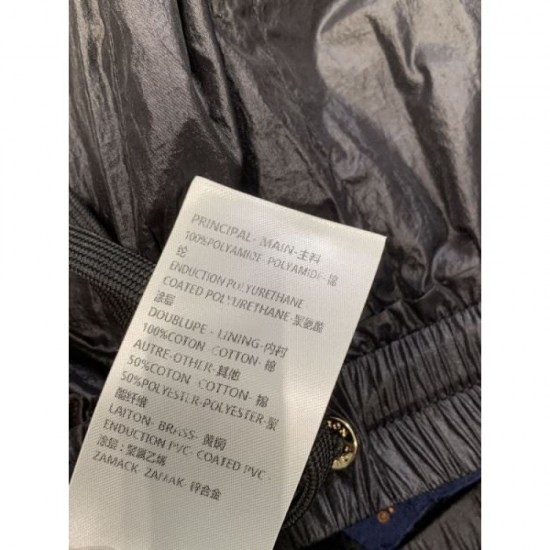 PRINCIPAL- MAIN-主料
100%POLYAMIDE-POLYAMIDE-锦
纶
ENDUCTION POLYURETHANE
COATED POLYURETHANE-聚氨酯
涂层
DOUBLUPE - LINING-内衬
100%COTON COTTON-棉
AUTRE-OTHER-其他
50%COTON COTTON-棉
50%POLYESTER-POLYESTER-聚
酯纤维
LAITON- BRASS-黄铜
ENDUCTION PVC- COATED PVC -
涂层:聚氯乙烯
ZAMACK- ZAMAK- 锌合金